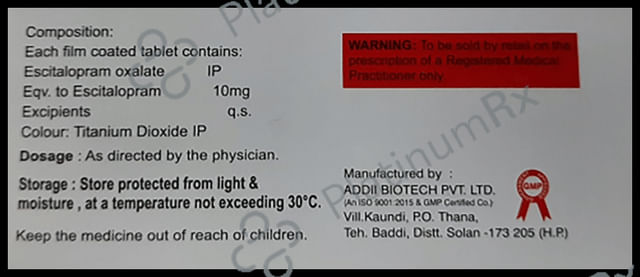 Composition:
Each film coated tablet contains:
Escitalopram oxalate IP
Eqv. to Escitalopram 10mg
Excipients q.s.
Colour: Titanium Dioxide IP
Dosage : As directed by the physician.
Storage : Store protected from light &
moisture , at a temperature not exceeding 30°C.
Keep the medicine out of reach of children.
WARNING: To be sold by retail on the
prescription of a Registered Medical
Practitioner only
Manufactured by :
ADDII BIOTECH PVT. LTD.
(An ISO 9001:2015 & GMP Certified Co.)
Vill.Kaundi, P.O. Thana,
Teh. Baddi, Distt. Solan -173 205 (H.P.)
GMP
PlatinumRx